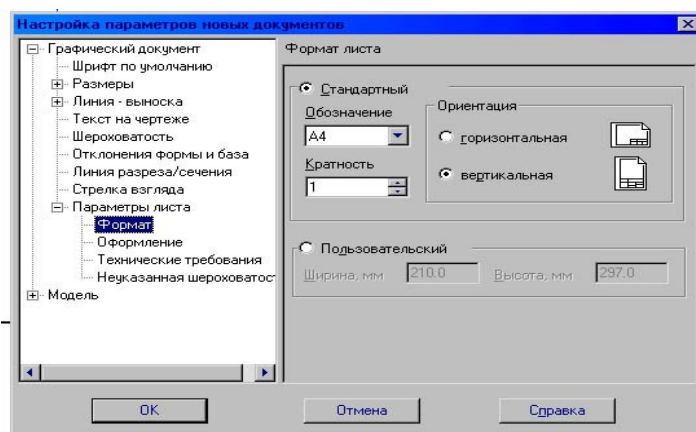 Настройка параметров новых документов
Графический документ
Шрифт по умолчанию
Размеры
Линия - выноска
Текст на чертеже
Шероховатость
Отклонения формы и база
Линия разреза/сечения
Стрелка взгляда
Параметры листа
Формат
Оформление
Технические требования
Неуказанная шероховатост
Модель
Формат листа
Стандартный
Обозначение
A4
Кратность
1
Ориентация
горизонтальная
вертикальная
Пользовательский
Ширина, мм 210.0 Высота, мм 297.0
OK Отмена Справка